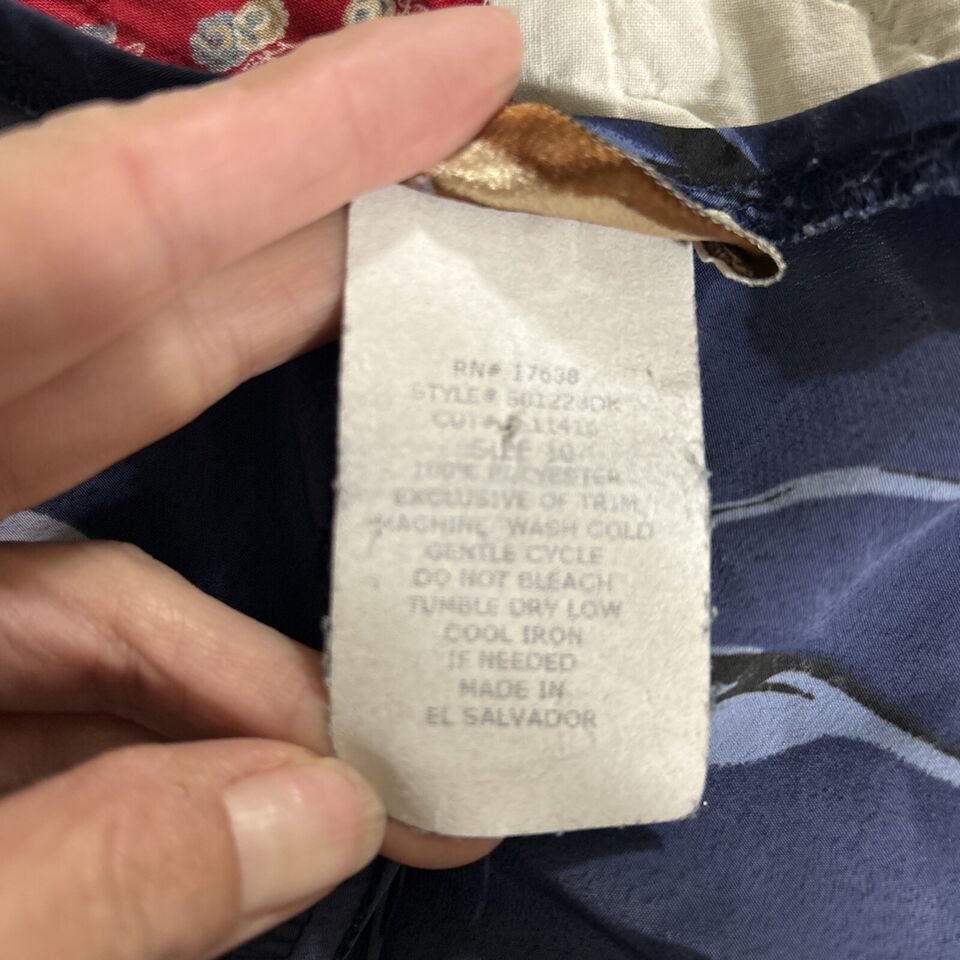 RN# 17638
STYLE#
CUT#
SIZE 10
100% POLYESTER
EXCLUSIVE OF TRIM
MACHINE WASH COLD
GENTLE CYCLE
DO NOT BLEACH
TUMBLE DRY LOW
COOL IRON
IF NEEDED
MADE IN
EL SALVADOR